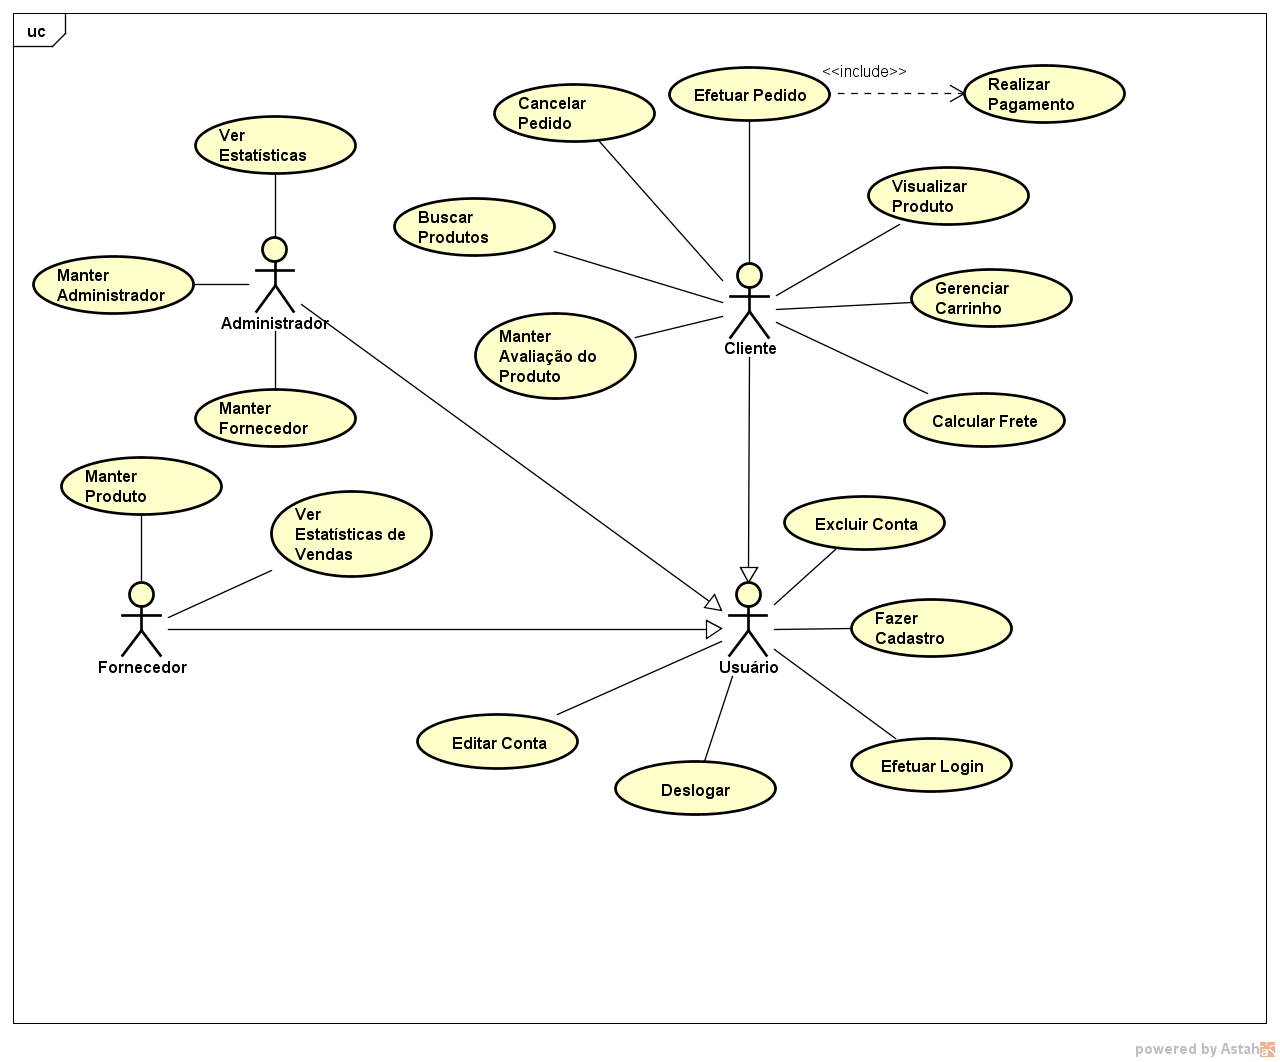 uc
<<include>>
Efetuar Pedido
Realizar
Pagamento
Cancelar
Pedido
Ver
Estatísticas
Visualizar
Produto
Buscar
Produtos
Manter
Administrador
Administrador
Gerenciar
Carrinho
Manter
Avaliação do
Produto
Cliente
Manter
Fornecedor
Calcular Frete
Manter
Produto
Ver
Estatísticas de
Vendas
Excluir Conta
Fazer
Cadastro
Fornecedor
Usuário
Editar Conta
Efetuar Login
Deslogar
powered by Astah